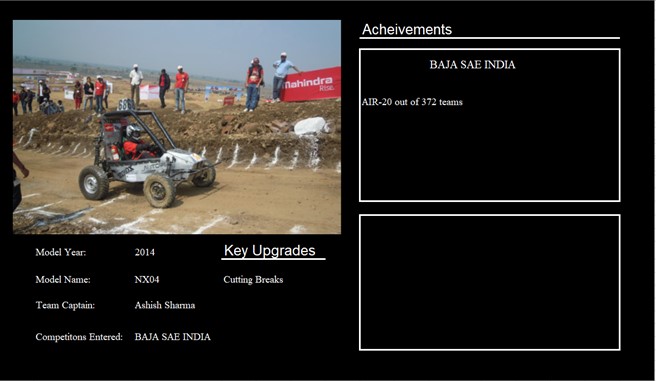 Acheivements
BAJA SAE INDIA
AIR-20 out of 372 teams
Mahindra
RISE.
Model Year: 2014
Key Upgrades
Model Name: NX04
Cutting Breaks
Team Captain: Ashish Sharma
Competitons Entered: BAJA SAE INDIA